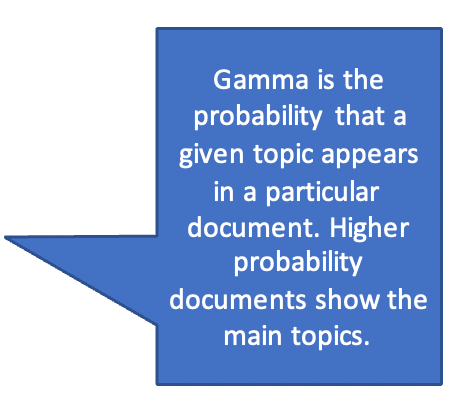 Gamma is the
probability that a
given topic appears
in a particular
document. Higher
probability
documents show the
main topics.